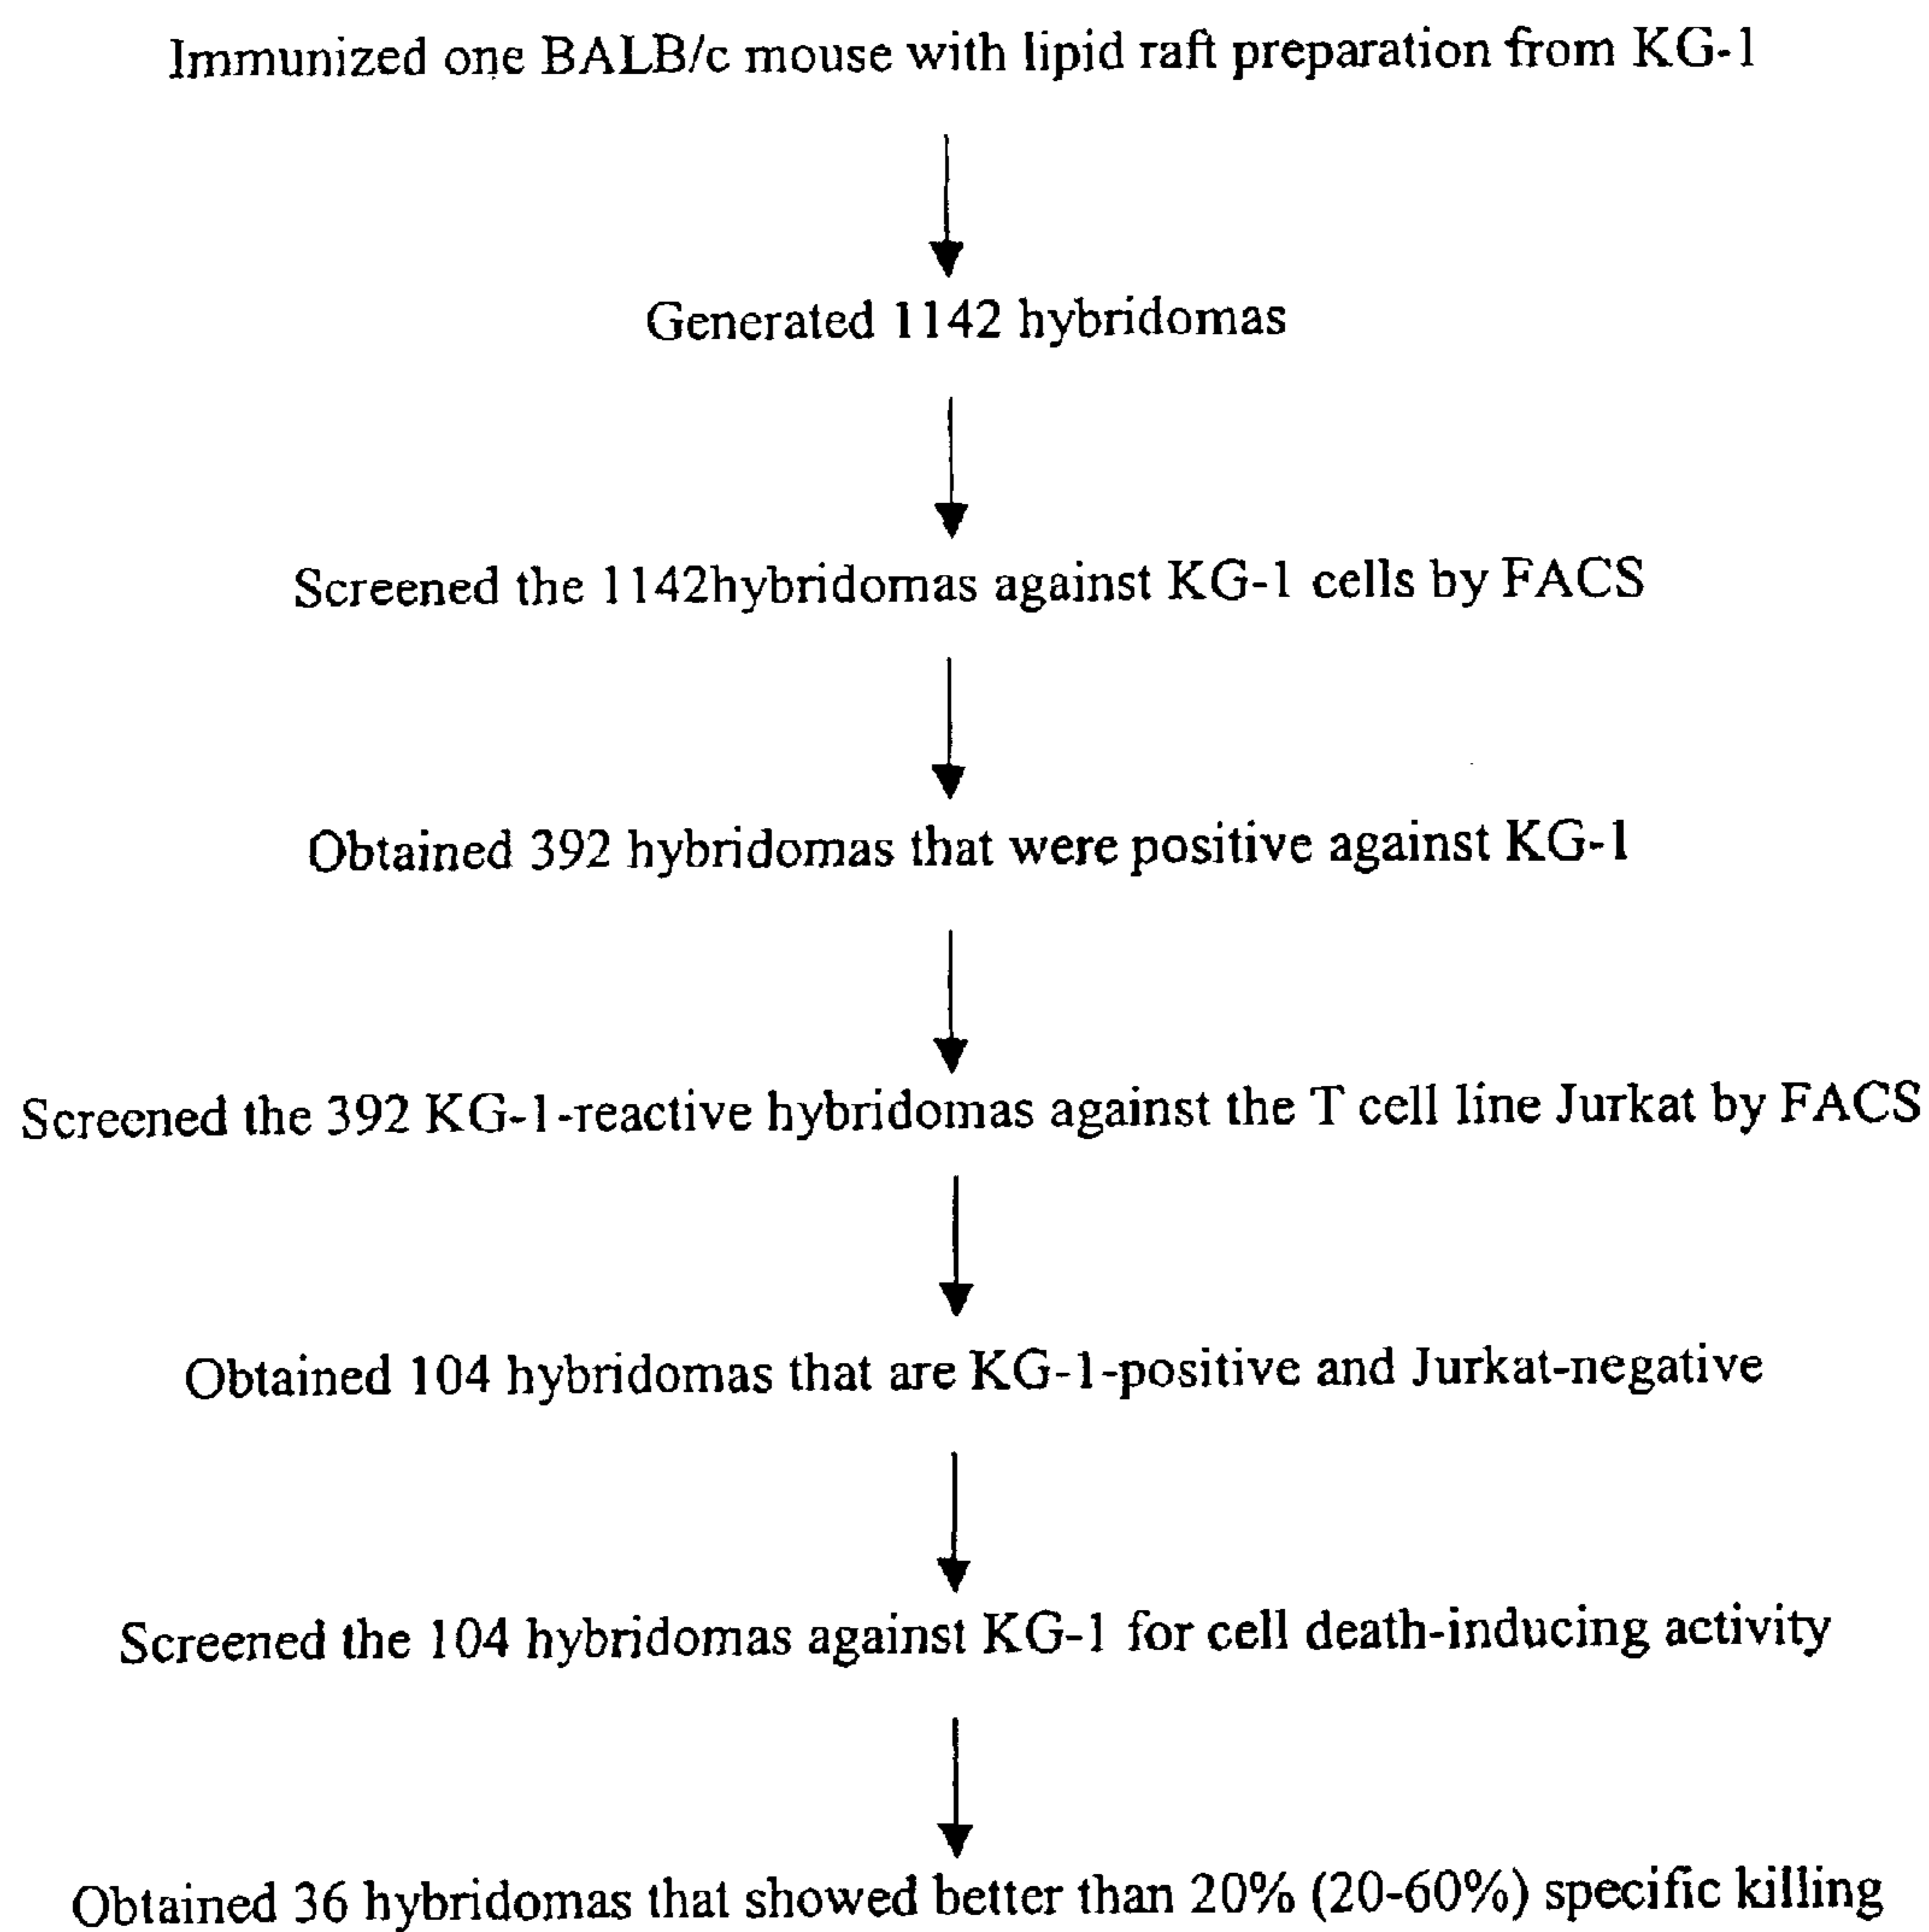 Immunized one BALB/c mouse with lipid raft preparation from KG-1
Generated 1142 hybridomas
Screened the 1142hybridomas against KG-1 cells by FACS
Obtained 392 hybridomas that were positive against KG-1
Screened the 392 KG-1-reactive hybridomas against the T cell line Jurkat by FACS
Obtained 104 hybridomas that are KG-1-positive and Jurkat-negative
Screened the 104 hybridomas against KG-1 for cell death-inducing activity
Obtained 36 hybridomas that showed better than 20% (20-60%) specific killing